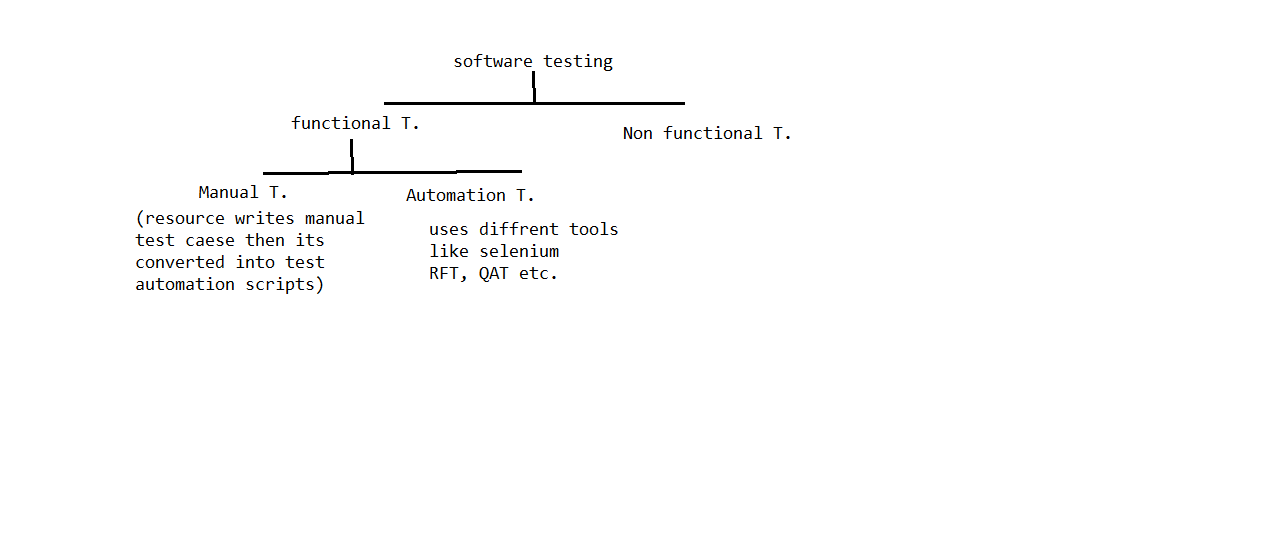 software testing
functional T.
Non functional T.
Manual T.
(resource writes manual
test caese then its
converted into test
automation scripts)
Automation T.
uses diffrent tools
like selenium
RFT, QAT etc.